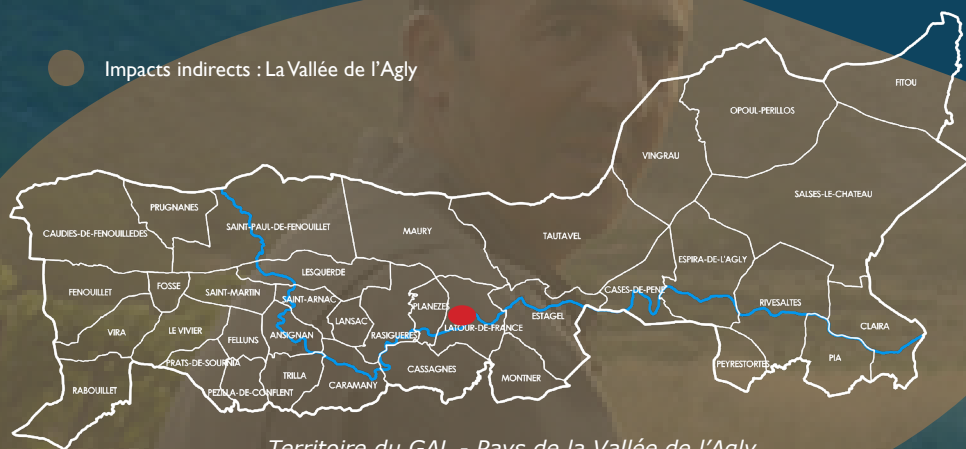 Impacts indirects : La Vallée de l'Agly
FITOU
OPOUL-PERILLOS
VINGRAU
SALSES-LE-CHATEAU
PRUGNANES
SAINT-PAUL-DE-FENOUILLET
CAUDIES-DE-FENOUILLEDES
MAURY
TAUTAVEL
ESPIRA-DE-L'AGLY
LESQUERDE
FOSSE
FENOUILLET
SAINT-MARTIN
SAINT-ARNAC
CASES-DE-PENE
RIVESALTES
PLANEZES
LANSAC
ESTAGEL
VIRA
LE VIVIER
ANSIGNAN
RASIGUERES
LATOUR-DE-FRANCE
CLAIRA
FELLUNS
PIA
PRATS-DE-SOURNIA
PEYRESTORTES
CASSAGNES
TRILLA
MONTNER
CARAMANY
RABOUILLET
PEZILLA-DE-CONFLENT
Territoire du GAL - Pays de la Vallée de l'Agly